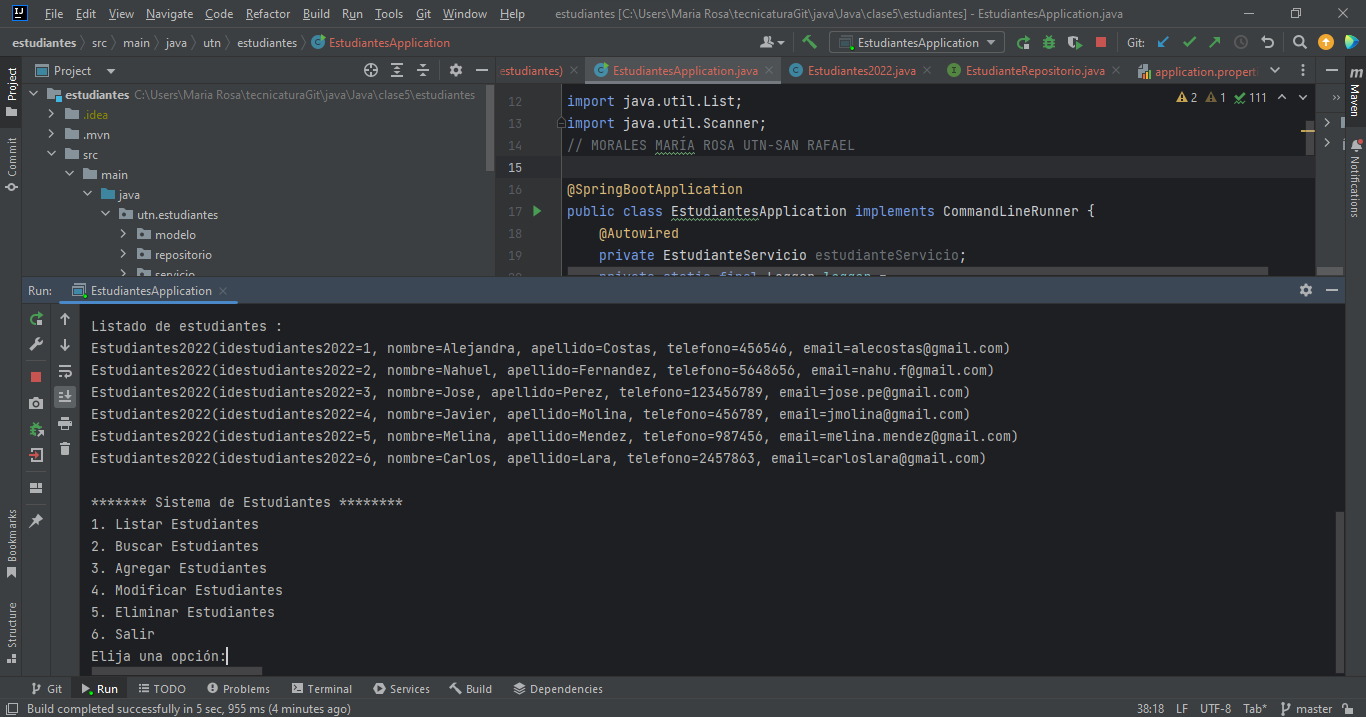 File Edit View Navigate Code Refactor Build Run Tools Git Window Help estudiantes [C:\Users\Maria Rosa\tecnicaturaGit\java\Java\clase5\estudiantes] - EstudiantesApplication.java
estudiantes src main java utn estudiantes EstudiantesApplication EstudiantesApplication Git:
Project estudiantes) EstudiantesApplication.java Estudiantes2022.java EstudianteRepositorio.java application.propert
estudiantes C:\Users\Maria Rosa\tecnicaturaGit\java\Java\clase5\estudiantes
.idea
.mvn
src
main
java
utn.estudiantes
modelo
repositorio
servicio
12 import java.util.List; 2 1 111
13 import java.util.Scanner;
14 // MORALES MARÍA ROSA UTN-SAN RAFAEL
15
16 @SpringBootApplication
17 public class EstudiantesApplication implements CommandLineRunner {
18 @Autowired
19 private EstudianteServicio estudianteServicio;
20 private static final Logger logger =
Project
Commit
Bookmarks
Structure
Maven
Notifications
Run: EstudiantesApplication
Listado de estudiantes :
Estudiantes2022(idestudiantes2022=1, nombre=Alejandra, apellido=Costas, telefono=456546, email=alecostas@gmail.com)
Estudiantes2022(idestudiantes2022=2, nombre=Nahuel, apellido=Fernandez, telefono=5648656, email=nahu.f@gmail.com)
Estudiantes2022(idestudiantes2022=3, nombre=Jose, apellido=Perez, telefono=123456789, email=jose.pe@gmail.com)
Estudiantes2022(idestudiantes2022=4, nombre=Javier, apellido=Molina, telefono=456789, email=jmolina@gmail.com)
Estudiantes2022(idestudiantes2022=5, nombre=Melina, apellido=Mendez, telefono=987456, email=melina.mendez@gmail.com)
Estudiantes2022(idestudiantes2022=6, nombre=Carlos, apellido=Lara, telefono=2457863, email=carloslara@gmail.com)
******* Sistema de Estudiantes ********
1. Listar Estudiantes
2. Buscar Estudiantes
3. Agregar Estudiantes
4. Modificar Estudiantes
5. Eliminar Estudiantes
6. Salir
Elija una opción:
Git Run TODO Problems Terminal Services Build Dependencies
Build completed successfully in 5 sec, 955 ms (4 minutes ago) 38:18 LF UTF-8 Tab* master